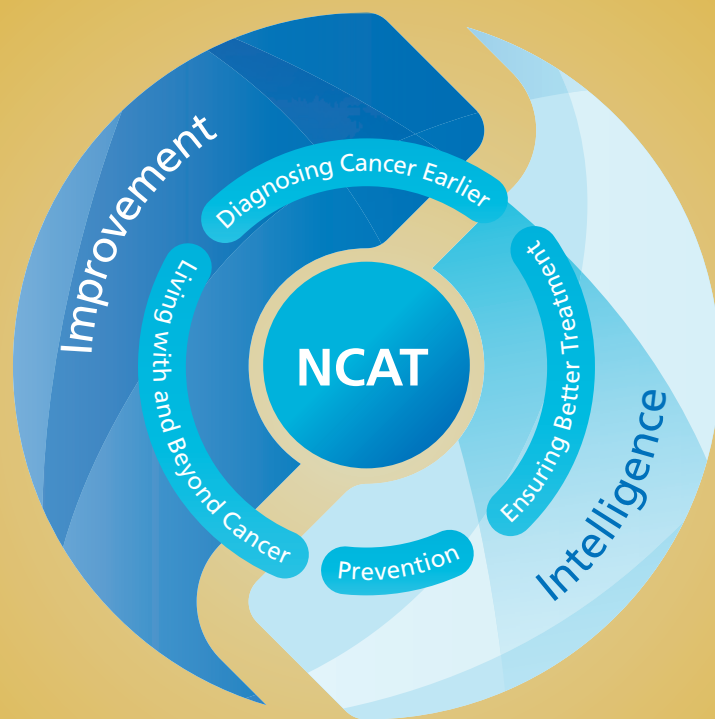 Improvement
Diagnosing Cancer Earlier
Living with and Beyond Cancer
NCAT
Ensuring Better Treatment
Prevention
Intelligence